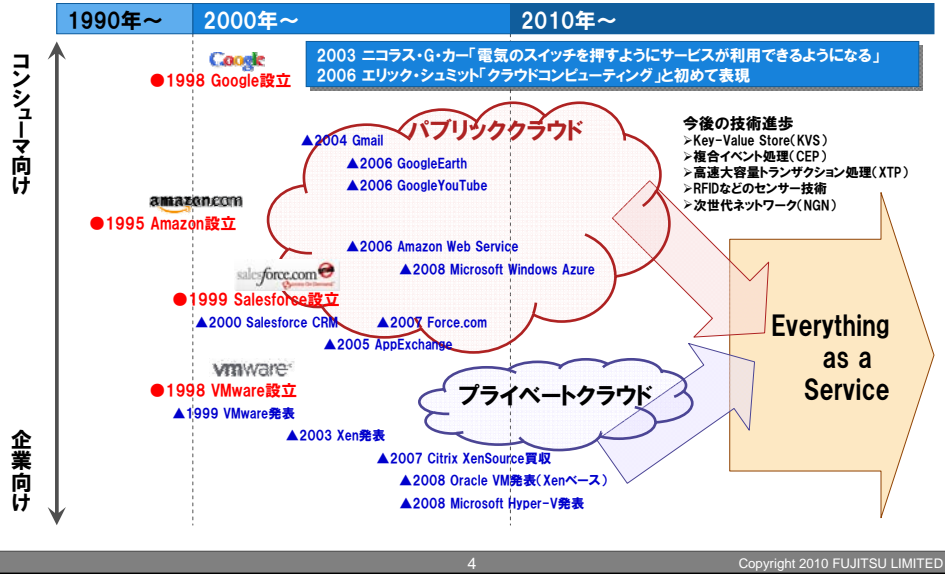 1990年～
2000年～
2010年～
コンシューマ向け
企業向け
2003 ニコラス・G・カー「電気のスイッチを押すようにサービスが利用できるようになる」
2006 エリック・シュミット「クラウドコンピューティング」と初めて表現
Google
●1998 Google設立
パブリッククラウド
▲2004 Gmail
▲2006 GoogleEarth
▲2006 GoogleYouTube
今後の技術進歩
➢Key-Value Store(KVS)
➢複合イベント処理(CEP)
➢高速大容量トランザクション処理(XTP)
➢RFIDなどのセンサー技術
➢次世代ネットワーク(NGN)
amazon.com
●1995 Amazon設立
▲2006 Amazon Web Service
▲2008 Microsoft Windows Azure
salesforce.com
Success On Demand
●1999 Salesforce設立
▲2000 Salesforce CRM
▲2007 Force.com
▲2005 AppExchange
Everything
as a
Service
vmware
●1998 VMware設立
プライベートクラウド
▲1999 VMware発表
▲2003 Xen発表
▲2007 Citrix XenSource買収
▲2008 Oracle VM発表(Xenベース)
▲2008 Microsoft Hyper-V発表
4
Copyright 2010 FUJITSU LIMITED